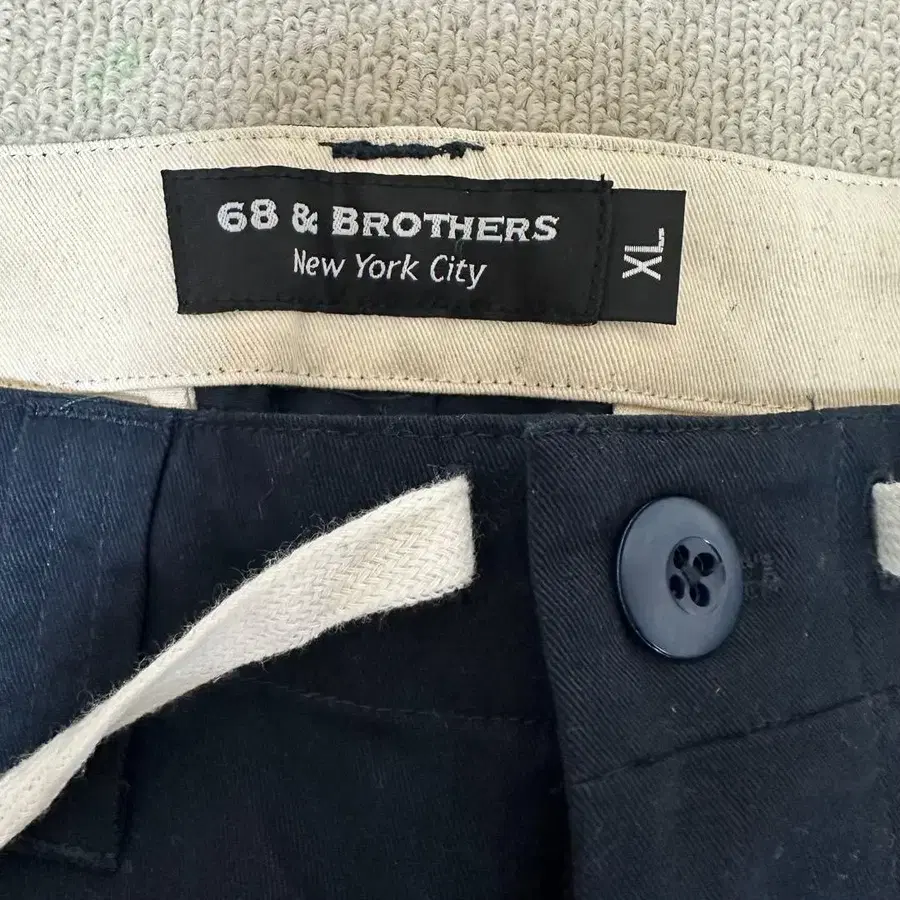 68 & BROTHERS
New York City
XL